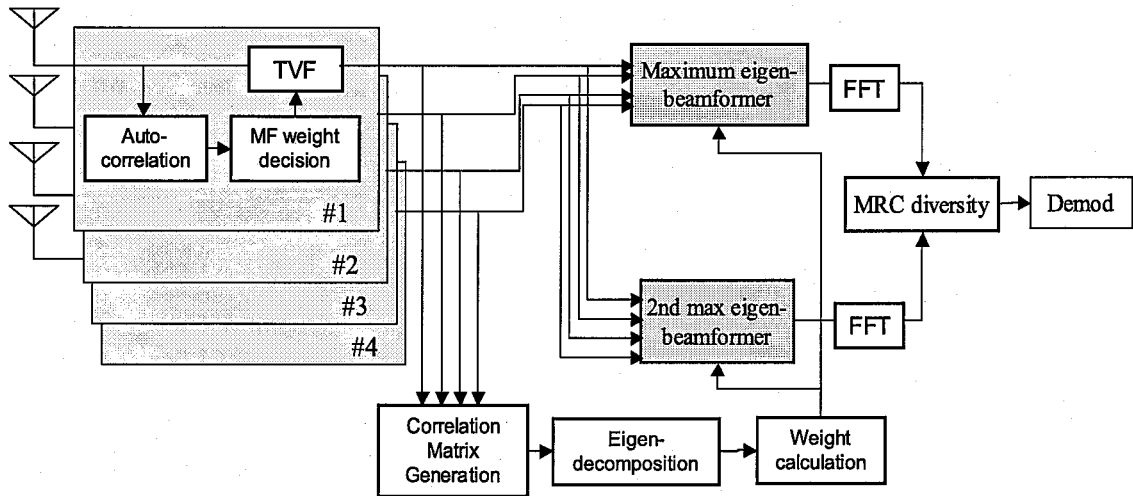 TVF
Auto-
correlation
MF weight
decision
#1
#2
#3
#4
Maximum eigen-
beamformer
FFT
MRC diversity
Demod
2nd max eigen-
beamformer
FFT
Correlation
Matrix
Generation
Eigen-
decomposition
Weight
calculation